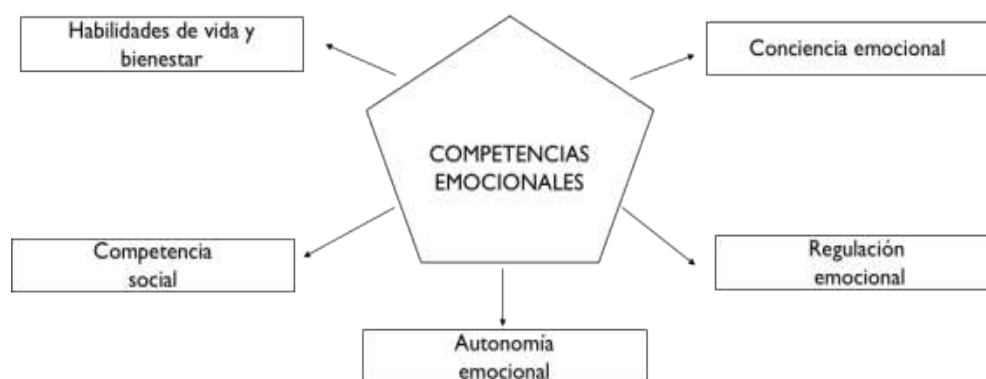 Habilidades de vida y
bienestar
Conciencia emocional
COMPETENCIAS
EMOCIONALES
Competencia
social
Regulación
emocional
Autonomía
emocional